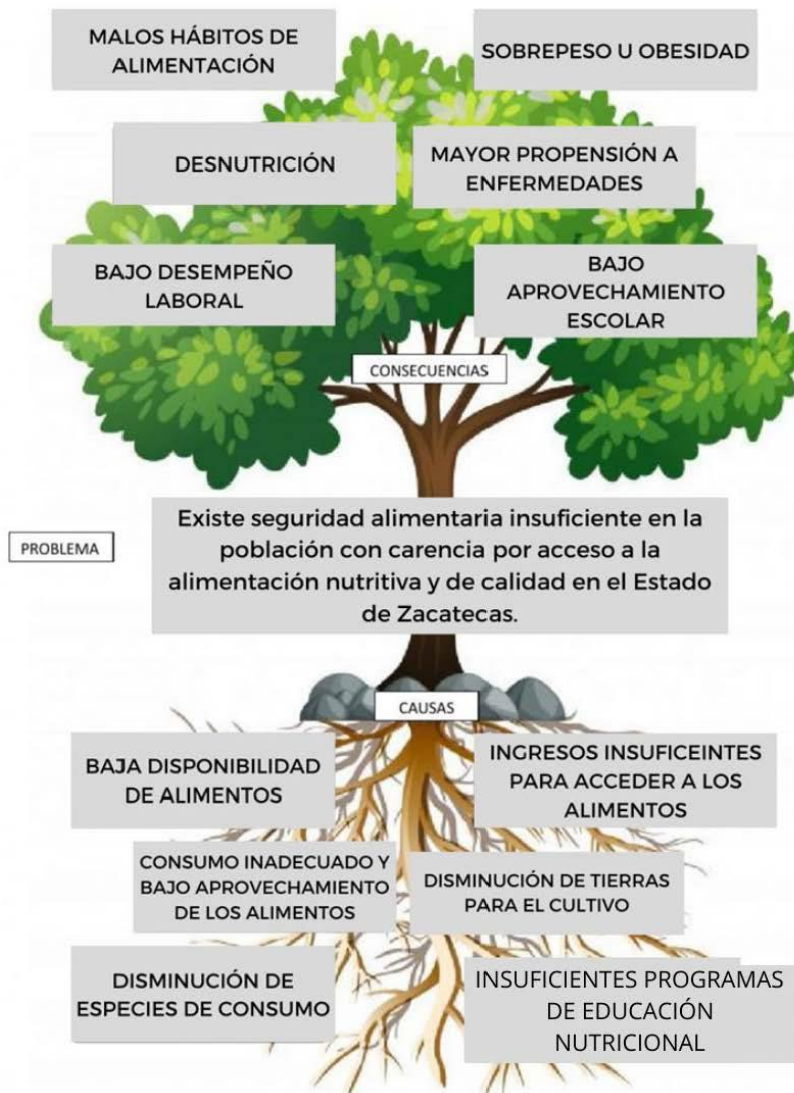 MALOS HÁBITOS DE
ALIMENTACIÓN
SOBREPESO U OBESIDAD
DESNUTRICIÓN
MAYOR PROPENSIÓN A
ENFERMEDADES
BAJO DESEMPEÑO
LABORAL
BAJO
APROVECHAMIENTO
ESCOLAR
CONSECUENCIAS
PROBLEMA
Existe seguridad alimentaria insuficiente en la
población con carencia por acceso a la
alimentación nutritiva y de calidad en el Estado
de Zacatecas.
CAUSAS
BAJA DISPONIBILIDAD
DE ALIMENTOS
INGRESOS INSUFICEINTES
PARA ACCEDER A LOS
ALIMENTOS
CONSUMO INADECUADO Y
BAJO APROVECHAMIENTO
DE LOS ALIMENTOS
DISMINUCIÓN DE TIERRAS
PARA EL CULTIVO
DISMINUCIÓN DE
ESPECIES DE CONSUMO
INSUFICIENTES PROGRAMAS
DE EDUCACIÓN
NUTRICIONAL